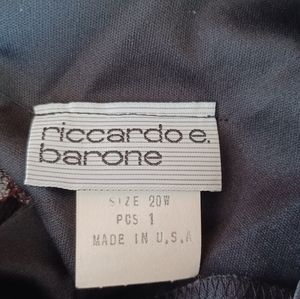 riccardo e.
barone
SIZE 20W
PCS 1
MADE IN U.S.A